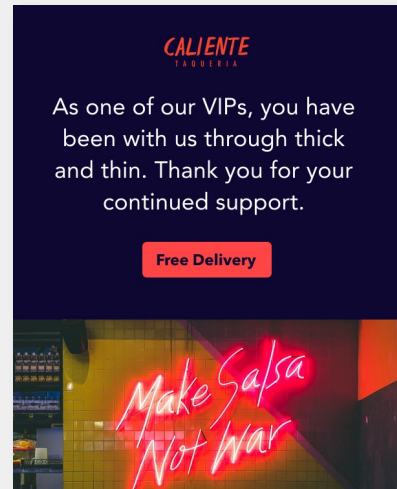 CALIENTE
TAQUERIA
As one of our VIPs, you have
been with us through thick
and thin. Thank you for your
continued support.
Free Delivery
Make Salsa
Not War